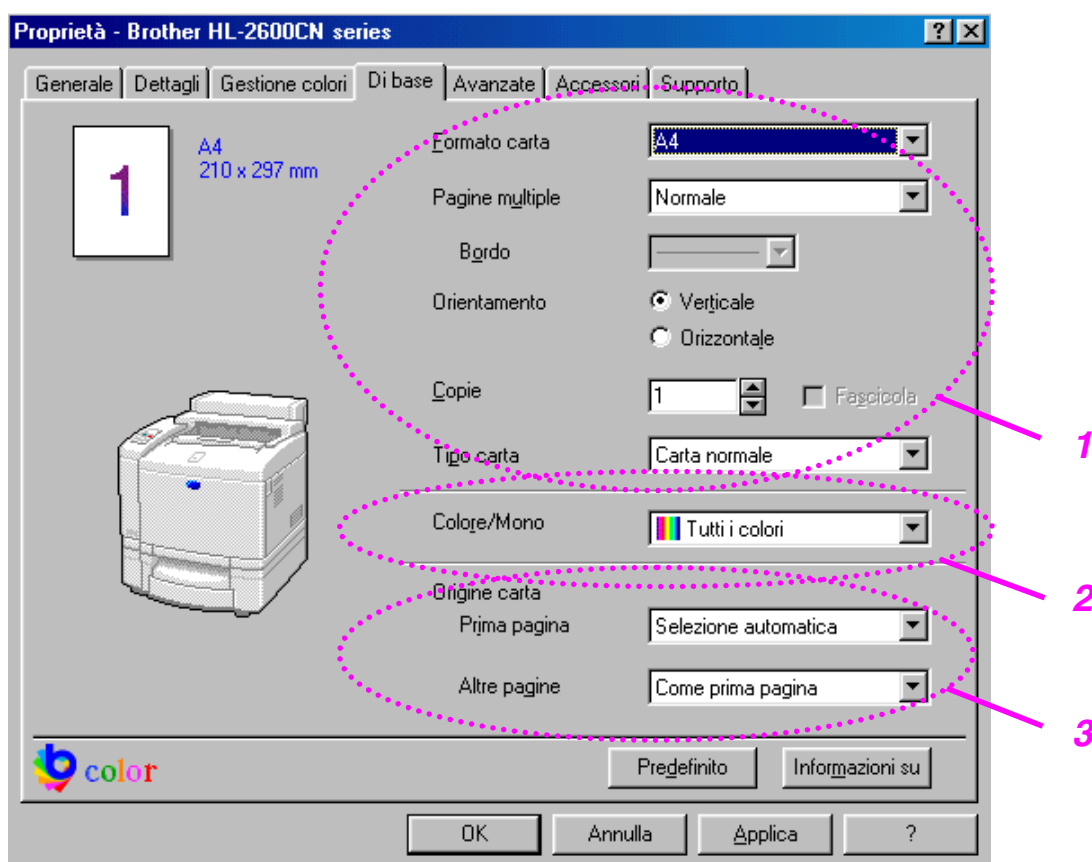 Proprietà - Brother HL-2600CN series
Generale Dettagli Gestione colori Di base Avanzate Accessori Supporto
1
A4
210 x 297 mm
Formato carta A4
Pagine multiple Normale
Bordo
Orientamento Verticale
Orizzontale
Copie 1 Fascicola
1
Tipo carta Carta normale
Colore/Mono Tutti i colori
2
Origine carta
Prima pagina Selezione automatica
Altre pagine Come prima pagina
3
b color Predefinito Informazioni su
OK Annulla Applica ?